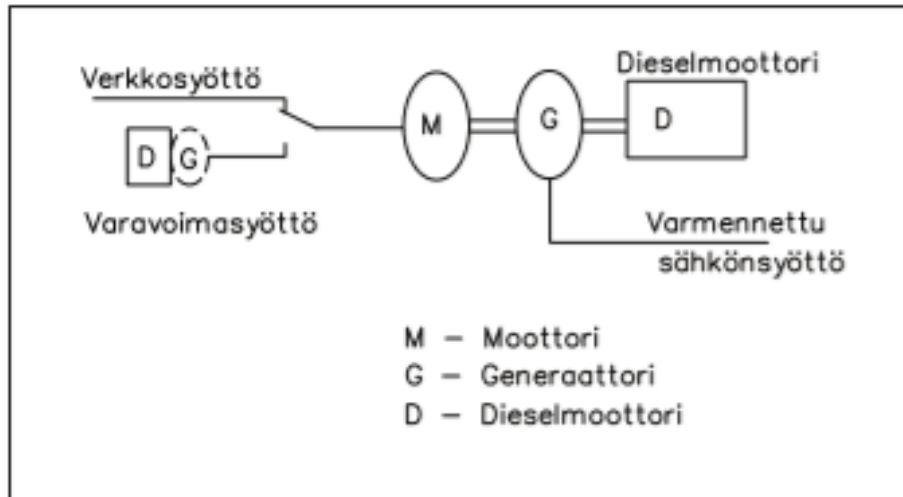 Verkkosyöttö
D G
Varavoimasyöttö
M
G
Dieselmoottori
D
Varmennettu
sähkönsyöttö
M – Moottori
G – Generaattori
D – Dieselmoottori